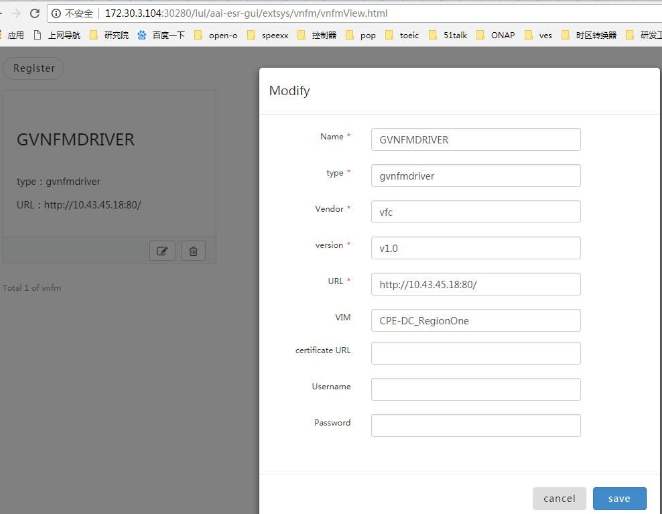 不安全 172.30.3.104:30280/iui/aai-esr-gui/extsys/vnfm/vnfmView.html
应用 上网导航 研究院 百度一下 open-o speexx 控制器 pop toeic 51talk ONAP ves 时区转换器 研发工
Register
Modify
Name * GVNFMDRIVER
GVNFMDRIVER
type * gvnfmdriver
type：gvnfmdriver
URL：http://10.43.45.18:80/
Vendor * vfc
version * v1.0
URL * http://10.43.45.18:80/
Total 1 of vnfm
VIM CPE-DC_RegionOne
certificate URL
Username
Password
cancel save